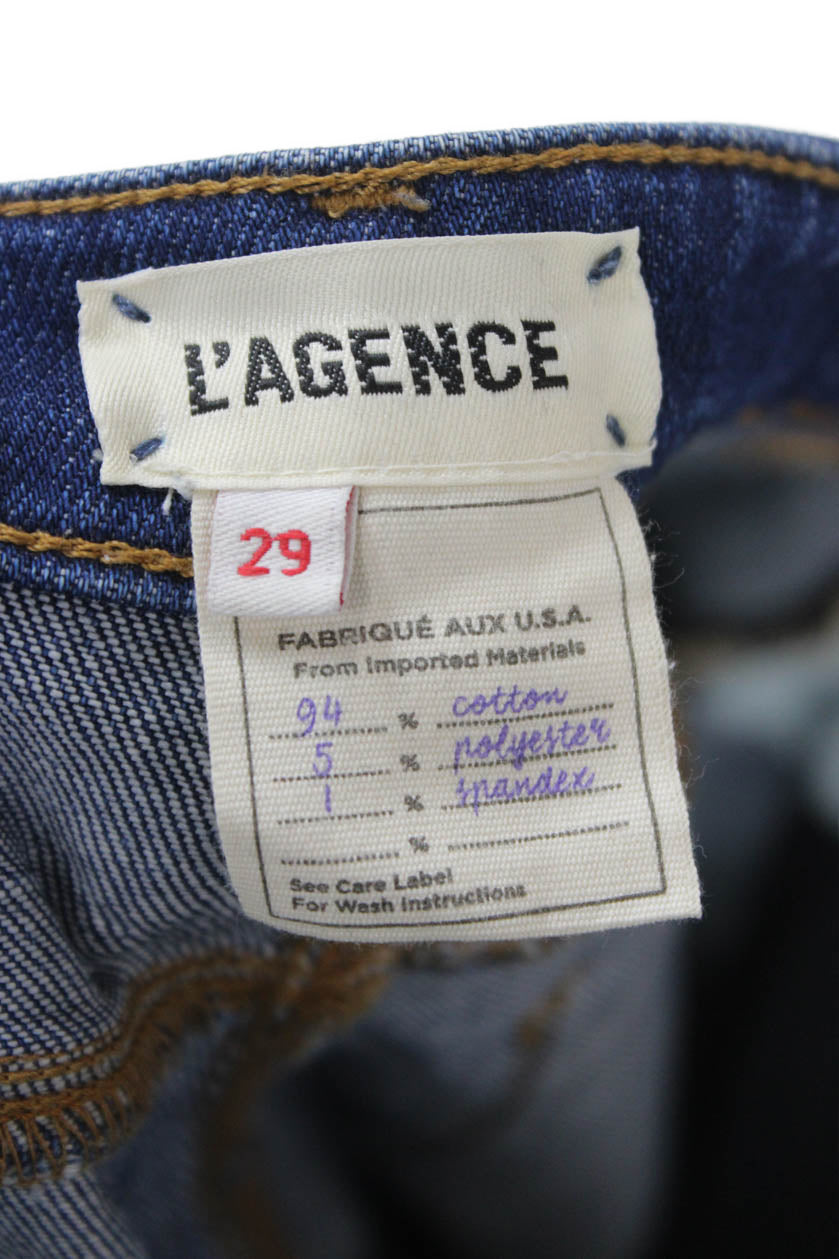 L'AGENCE
29
FABRIQUÉ AUX U.S.A.
From Imported Materials
94 % cotton
5 % polyester
1 % spandex
%
See Care Label
For Wash Instructions